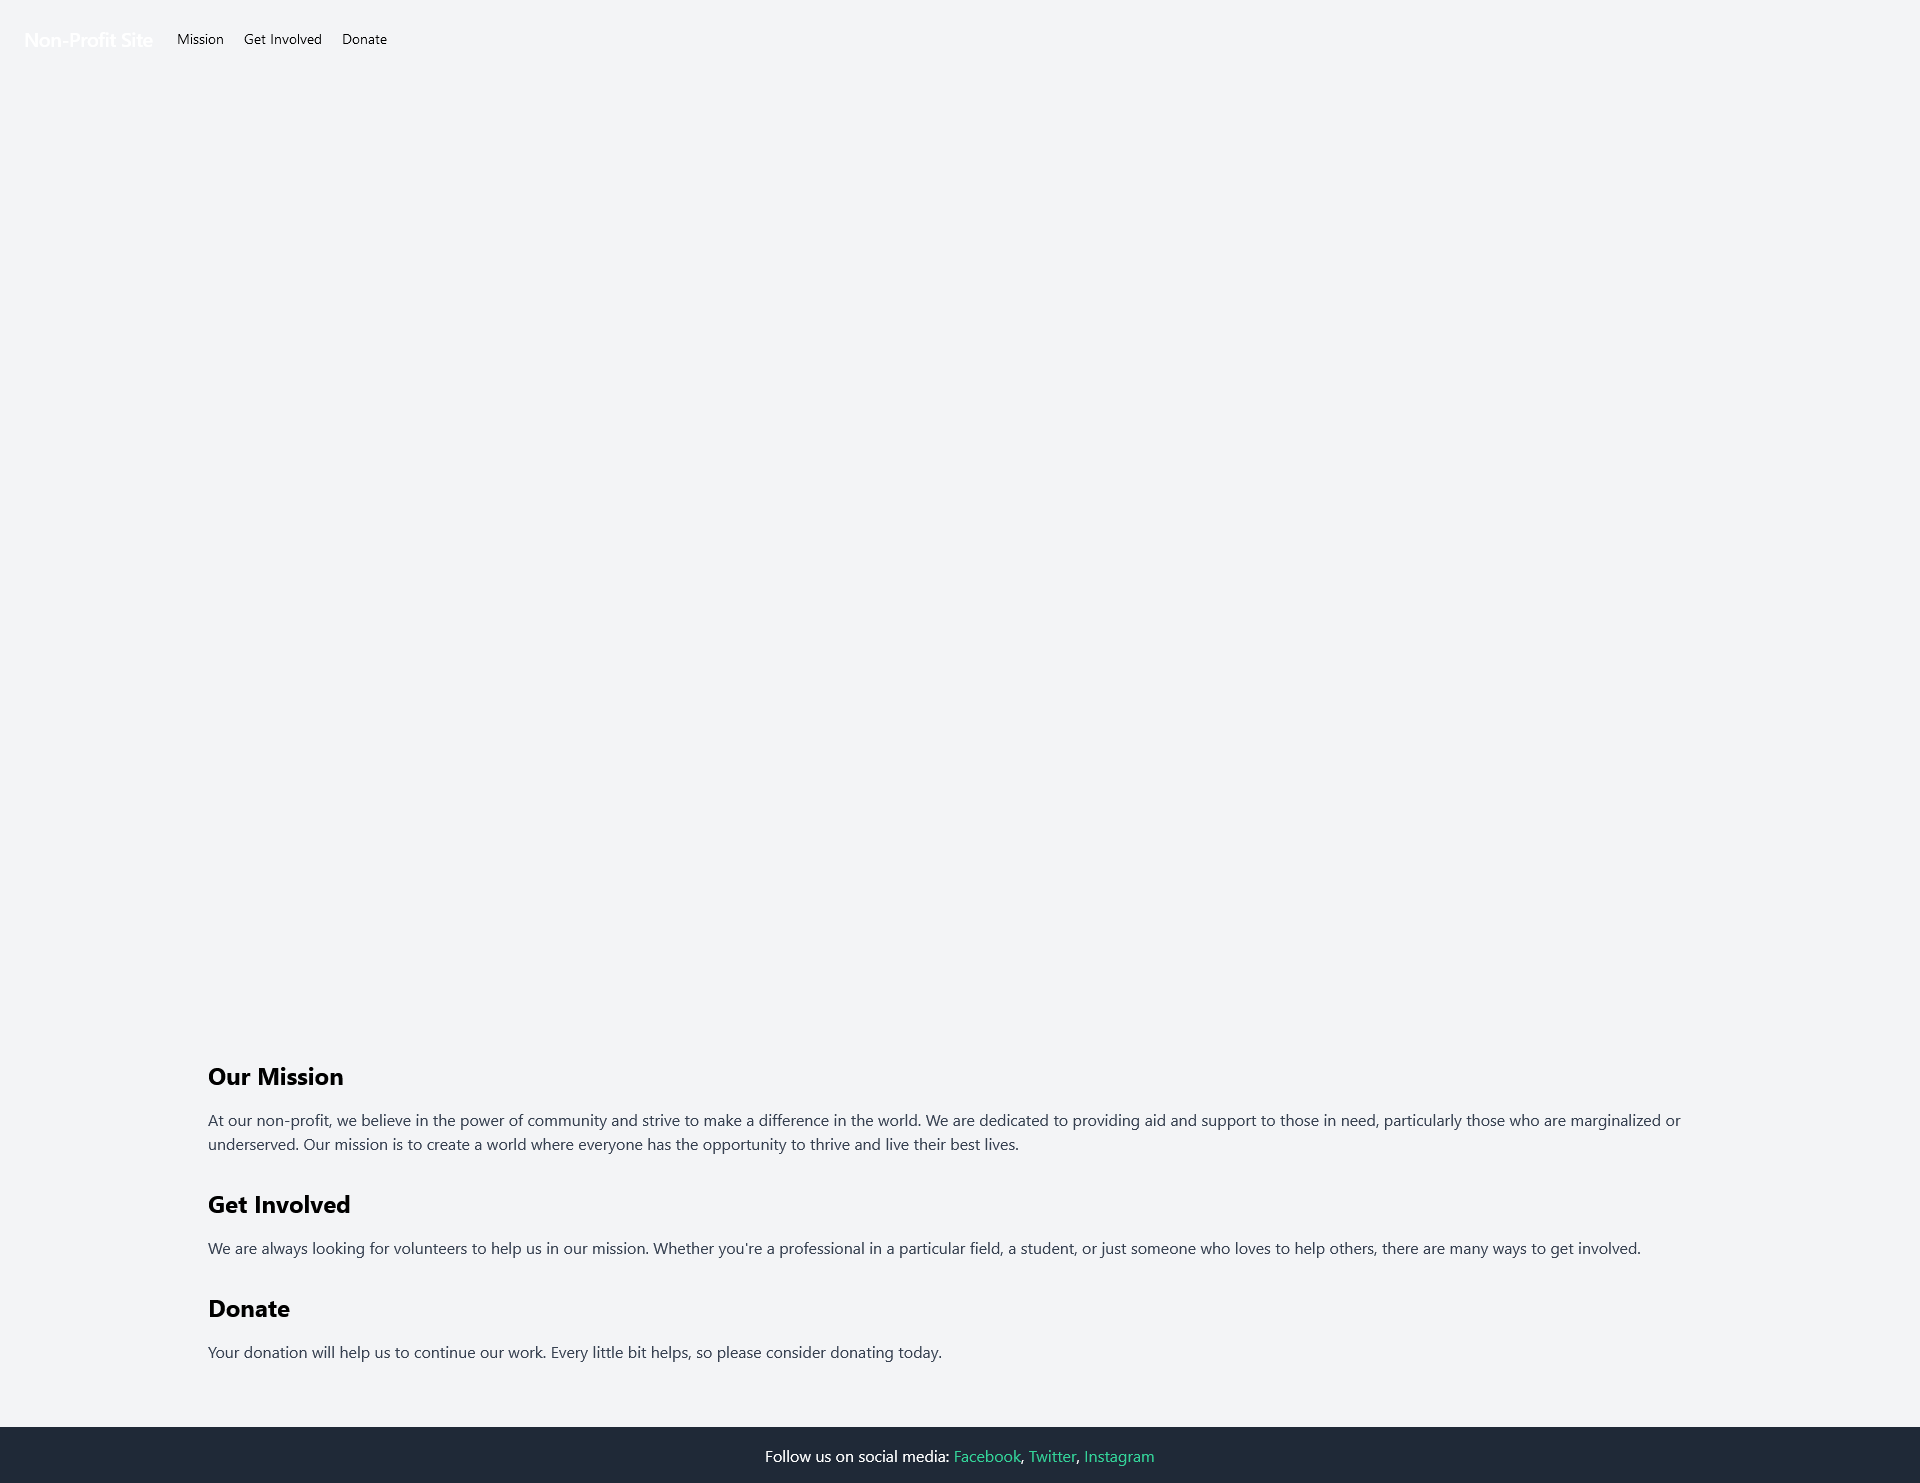 Non-Profit Site Mission Get Involved Donate
Our Mission
At our non-profit, we believe in the power of community and strive to make a difference in the world. We are dedicated to providing aid and support to those in need, particularly those who are marginalized or
underserved. Our mission is to create a world where everyone has the opportunity to thrive and live their best lives.
Get Involved
We are always looking for volunteers to help us in our mission. Whether you're a professional in a particular field, a student, or just someone who loves to help others, there are many ways to get involved.
Donate
Your donation will help us to continue our work. Every little bit helps, so please consider donating today.
Follow us on social media: Facebook, Twitter, Instagram